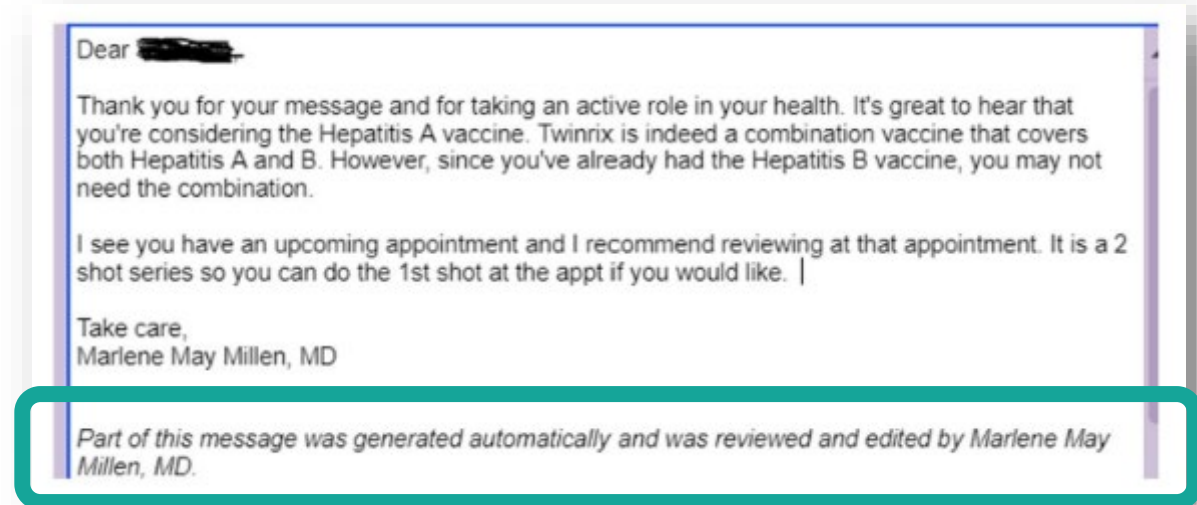 Dear
Thank you for your message and for taking an active role in your health. It's great to hear that
you're considering the Hepatitis A vaccine. Twinrix is indeed a combination vaccine that covers
both Hepatitis A and B. However, since you've already had the Hepatitis B vaccine, you may not
need the combination.
I see you have an upcoming appointment and I recommend reviewing at that appointment. It is a 2
shot series so you can do the 1st shot at the appt if you would like.
Take care,
Marlene May Millen, MD
Part of this message was generated automatically and was reviewed and edited by Marlene May
Millen, MD.